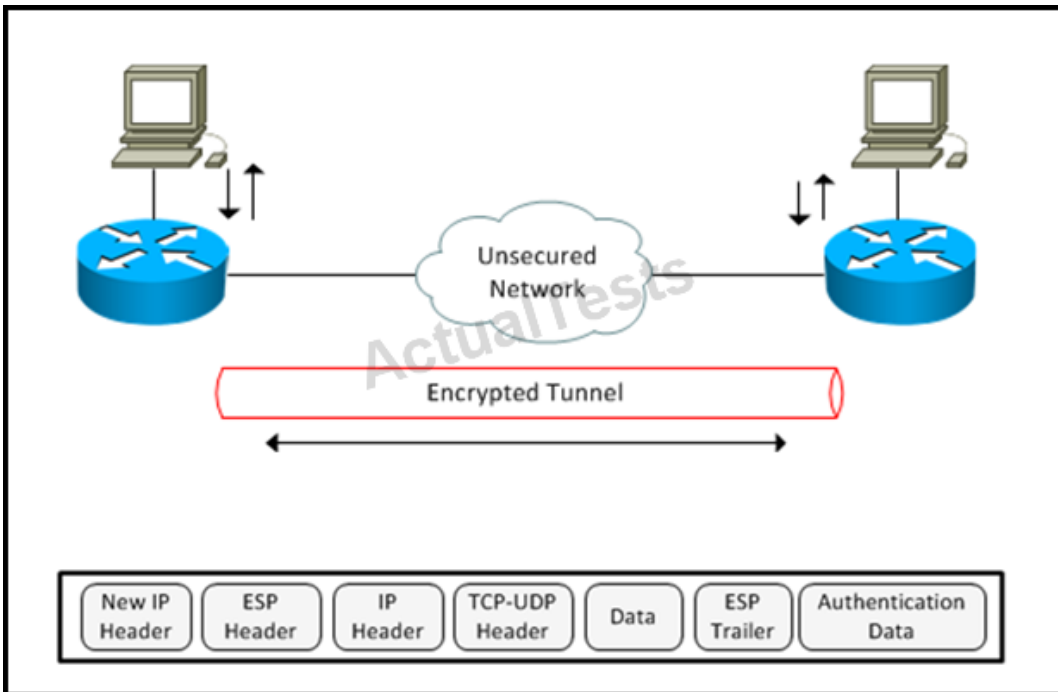 Unsecured
Network
ActualTests
Encrypted Tunnel
New IP
Header
ESP
Header
IP
Header
TCP-UDP
Header
Data
ESP
Trailer
Authentication
Data